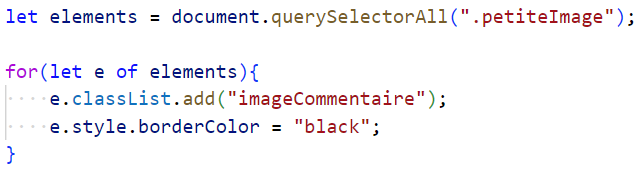 let elements = document.querySelectorAll(".petiteImage");
for(let e of elements){
e.classList.add("imageCommentaire");
e.style.borderColor = "black";
}